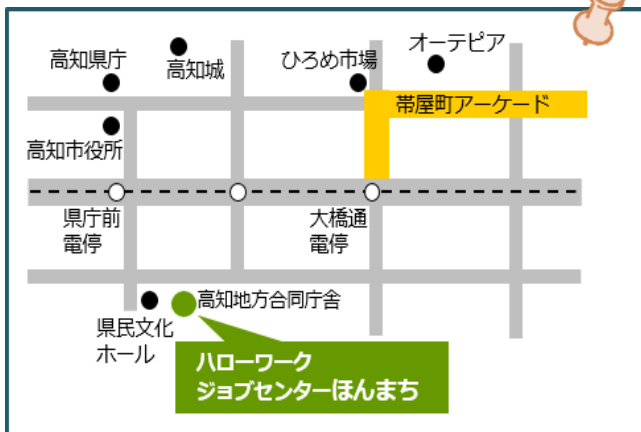 高知県庁
高知城
ひろめ市場
オーテピア
帯屋町アーケード
高知市役所
県庁前
電停
大橋通
電停
高知地方合同庁舎
県民文化
ホール
ハローワーク
ジョブセンターほんまち